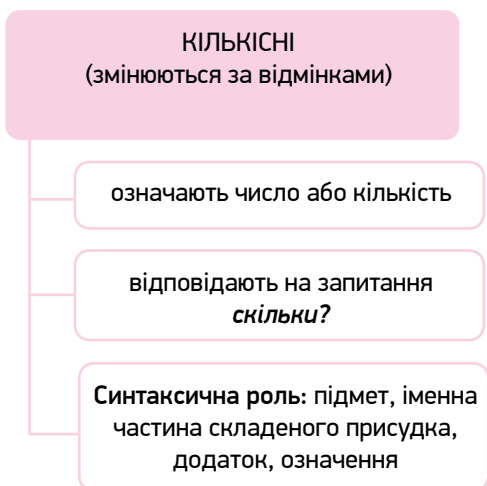 КІЛЬКІСНІ
(змінюються за відмінками)
означають число або кількість
відповідають на запитання
скільки?
Синтаксична роль: підмет, іменна
частина складеного присудка,
додаток, означення